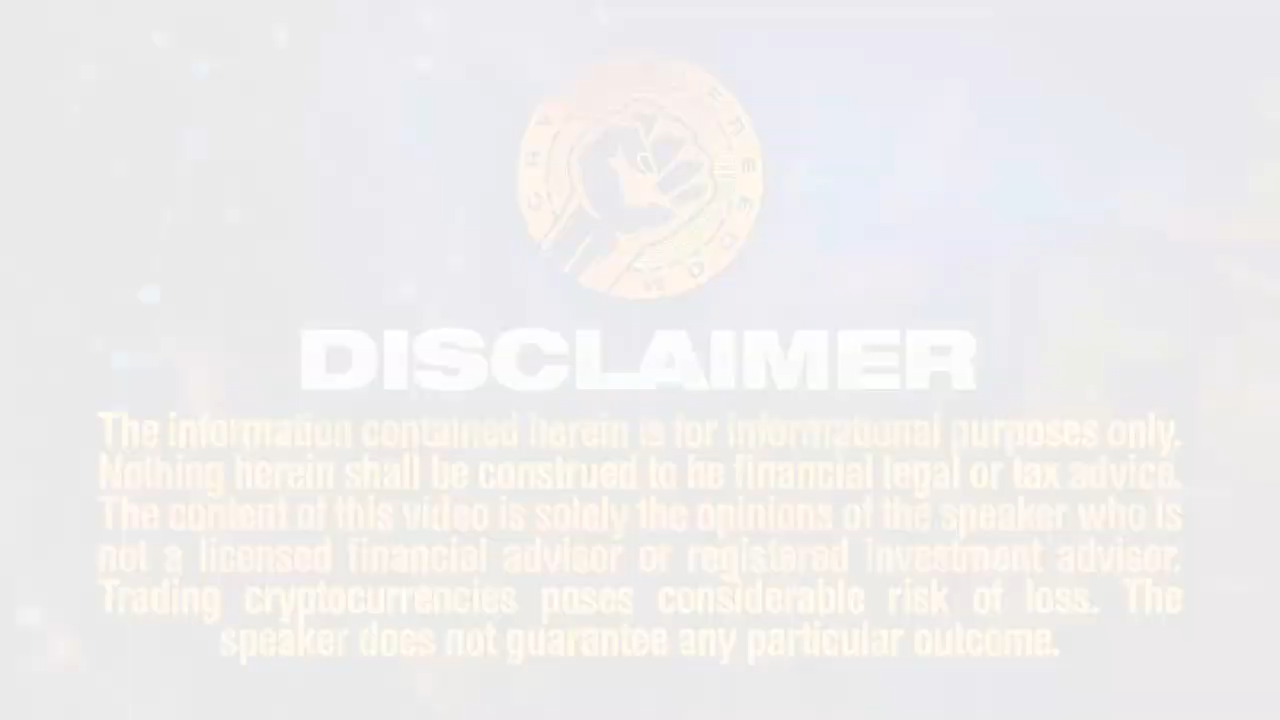 DISCLAIMER
The information contained herein is for informational purposes only.
Nothing herein shall be construed to be financial legal or tax advice.
The content of this video is solely the opinions of the speaker who is
not a licensed financial advisor or registered investment advisor.
Trading cryptocurrencies poses considerable risk of loss. The
speaker does not guarantee any particular outcome.